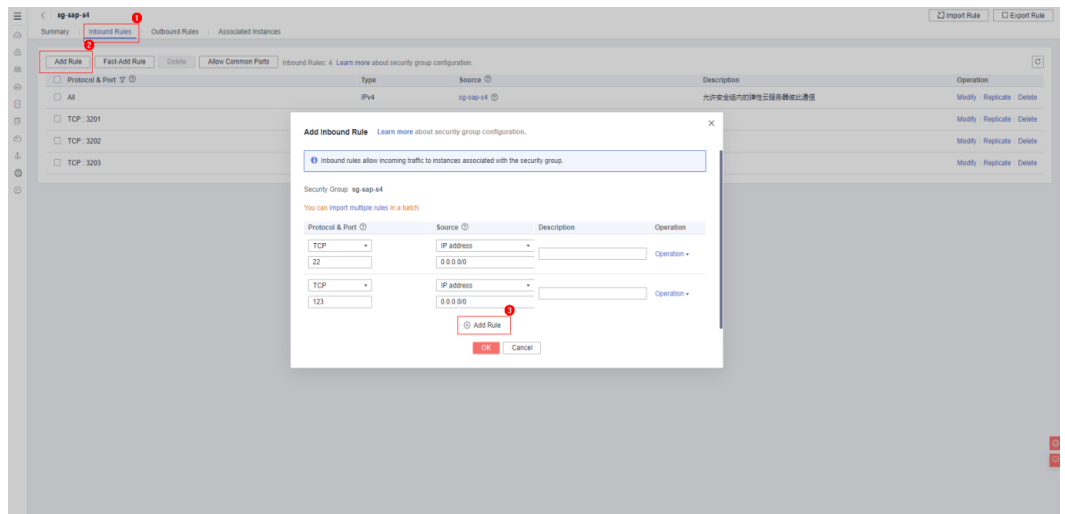 sg-sap-s4
Import Rule
Export Rule
1
Summary
Inbound Rules
Outbound Rules
Associated Instances
2
Add Rule
Fast-Add Rule
Delete
Allow Common Ports
Inbound Rules: 4 Learn more about security group configuration.
Protocol & Port
Type
Source
Description
Operation
All
IPv4
sg-sap-s4
允许安全组内的弹性云服务器彼此通信
Modify Replicate Delete
TCP : 3201
Modify Replicate Delete
TCP : 3202
Modify Replicate Delete
TCP : 3203
Modify Replicate Delete
Add Inbound Rule Learn more about security group configuration.
Inbound rules allow incoming traffic to instances associated with the security group.
Security Group sg-sap-s4
You can import multiple rules in a batch.
Protocol & Port
Source
Description
Operation
TCP
IP address
Operation
22
0.0.0.0/0
TCP
IP address
Operation
123
0.0.0.0/0
3
Add Rule
OK
Cancel